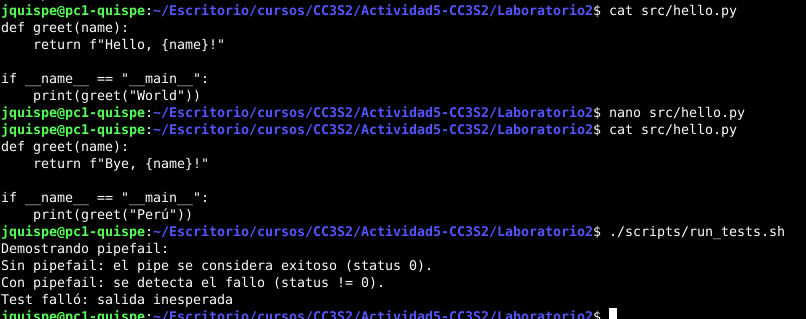 jquispe@pc1-quispe:~/Escritorio/cursos/CC3S2/Actividad5-CC3S2/Laboratorio2$ cat src/hello.py
def greet(name):
    return f"Hello, {name}!"

if __name__ == "__main__":
    print(greet("World"))
jquispe@pc1-quispe:~/Escritorio/cursos/CC3S2/Actividad5-CC3S2/Laboratorio2$ nano src/hello.py
jquispe@pc1-quispe:~/Escritorio/cursos/CC3S2/Actividad5-CC3S2/Laboratorio2$ cat src/hello.py
def greet(name):
    return f"Bye, {name}!"

if __name__ == "__main__":
    print(greet("Perú"))
jquispe@pc1-quispe:~/Escritorio/cursos/CC3S2/Actividad5-CC3S2/Laboratorio2$ ./scripts/run_tests.sh
Demostrando pipefail:
Sin pipefail: el pipe se considera exitoso (status 0).
Con pipefail: se detecta el fallo (status != 0).
Test falló: salida inesperada
jquispe@pc1-quispe:~/Escritorio/cursos/CC3S2/Actividad5-CC3S2/Laboratorio2$